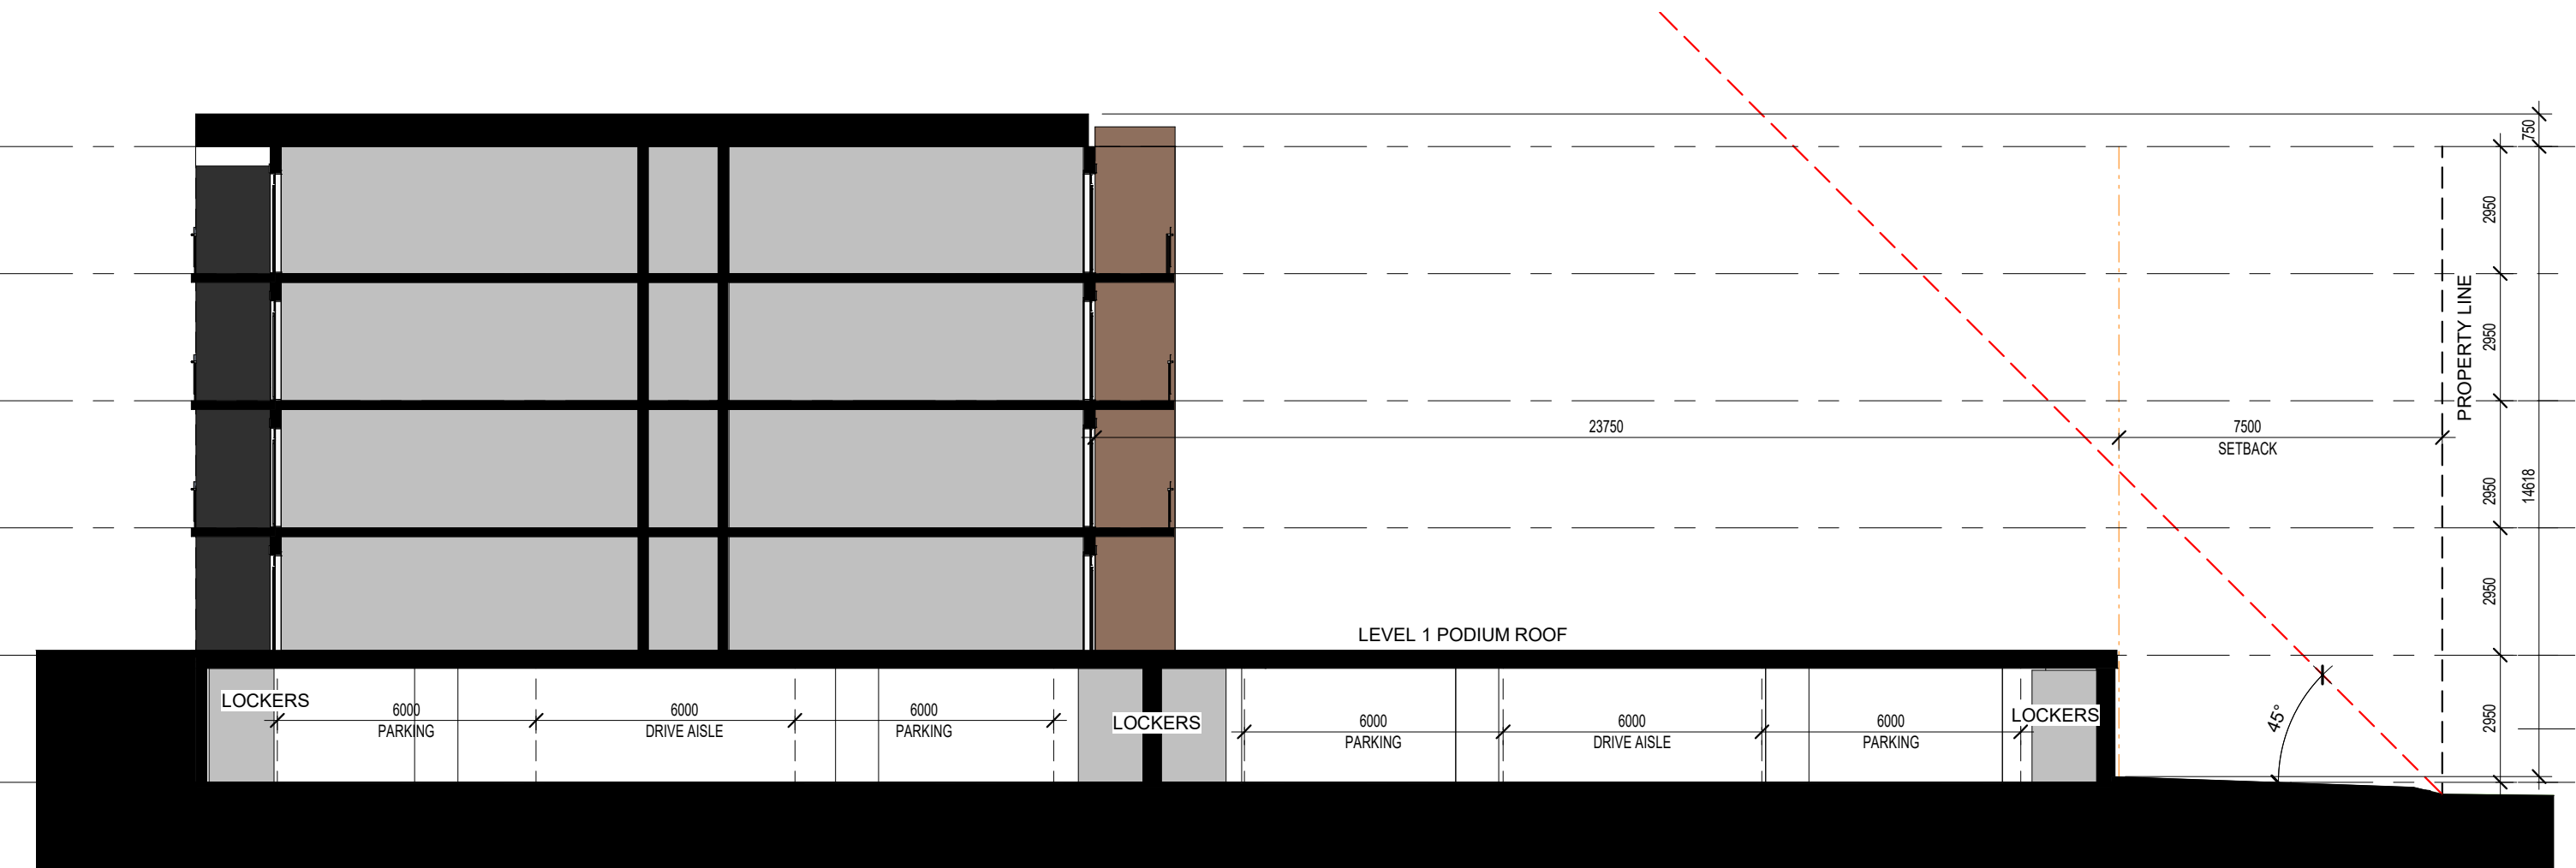 750
2950
PROPERTY LINE
2950
23750
7500
SETBACK
2950
14618
2950
LEVEL 1 PODIUM ROOF
2950
45°
LOCKERS
6000
PARKING
6000
DRIVE AISLE
6000
PARKING
LOCKERS
6000
PARKING
6000
DRIVE AISLE
6000
PARKING
LOCKERS